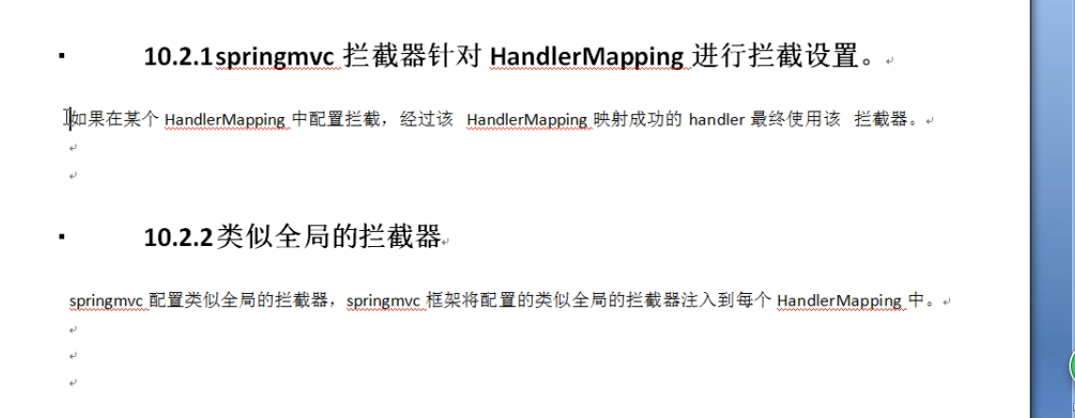 10.2.1springmvc 拦截器针对 HandlerMapping 进行拦截设置。
如果在某个 HandlerMapping 中配置拦截，经过该 HandlerMapping 映射成功的 handler 最终使用该 拦截器。
10.2.2类似全局的拦截器
springmvc 配置类似全局的拦截器，springmvc 框架将配置的类似全局的拦截器注入到每个 HandlerMapping 中。